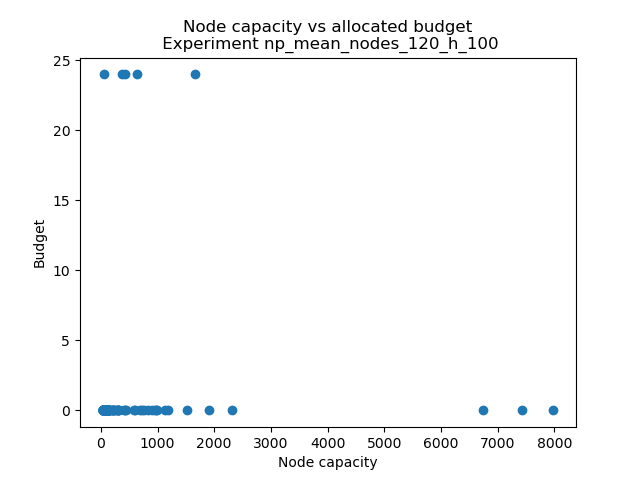 Node capacity vs allocated budget
Experiment np_mean_nodes_120_h_100
25
20
15
10
5
0
Budget
0 1000 2000 3000 4000 5000 6000 7000 8000
Node capacity